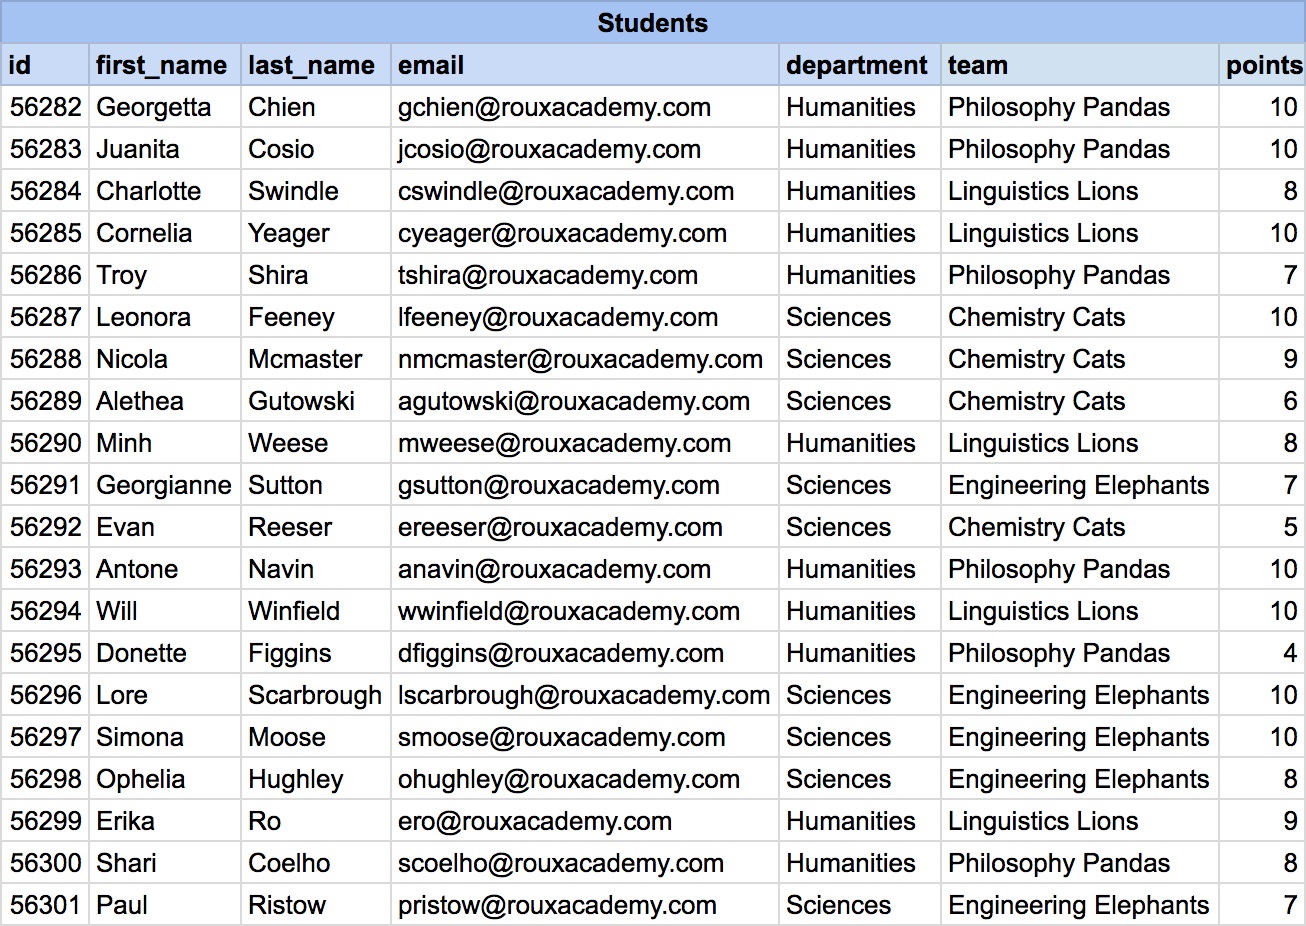 Students
id first_name last_name email department team points
56282 Georgetta Chien gchien@rouxacademy.com Humanities Philosophy Pandas 10
56283 Juanita Cosio jcosio@rouxacademy.com Humanities Philosophy Pandas 10
56284 Charlotte Swindle cswindle@rouxacademy.com Humanities Linguistics Lions 8
56285 Cornelia Yeager cyeager@rouxacademy.com Humanities Linguistics Lions 10
56286 Troy Shira tshira@rouxacademy.com Humanities Philosophy Pandas 7
56287 Leonora Feeney lfeeney@rouxacademy.com Sciences Chemistry Cats 10
56288 Nicola Mcmaster nmcmaster@rouxacademy.com Sciences Chemistry Cats 9
56289 Alethea Gutowski agutowski@rouxacademy.com Sciences Chemistry Cats 6
56290 Minh Weese mweese@rouxacademy.com Humanities Linguistics Lions 8
56291 Georgianne Sutton gsutton@rouxacademy.com Sciences Engineering Elephants 7
56292 Evan Reeser ereeser@rouxacademy.com Sciences Chemistry Cats 5
56293 Antone Navin anavin@rouxacademy.com Humanities Philosophy Pandas 10
56294 Will Winfield wwinfield@rouxacademy.com Humanities Linguistics Lions 10
56295 Donette Figgins dfiggins@rouxacademy.com Humanities Philosophy Pandas 4
56296 Lore Scarbrough lscarbrough@rouxacademy.com Sciences Engineering Elephants 10
56297 Simona Moose smoose@rouxacademy.com Sciences Engineering Elephants 10
56298 Ophelia Hughley ohughley@rouxacademy.com Sciences Engineering Elephants 8
56299 Erika Ro ero@rouxacademy.com Humanities Linguistics Lions 9
56300 Shari Coelho scoelho@rouxacademy.com Humanities Philosophy Pandas 8
56301 Paul Ristow pristow@rouxacademy.com Sciences Engineering Elephants 7